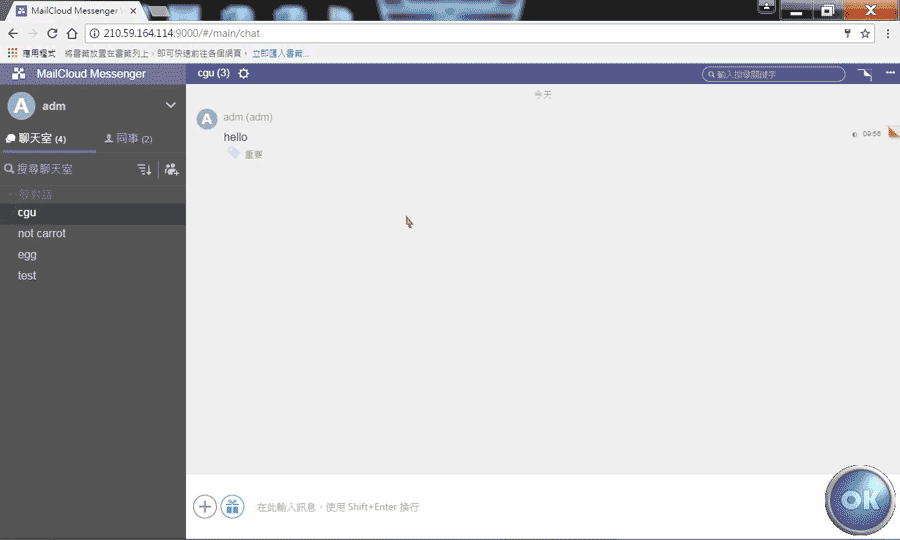 MailCloud Messenger
210.59.164.114:9000/#/main/chat
應用程式 將書籤放置在書籤列上，即可快速前往各個網頁。 立即匯入書籤...
MailCloud Messenger
cgu (3)
輸入搜尋關鍵字
adm
聊天室 (4)
同事 (2)
搜尋聊天室
一般對話
cgu
not carrot
egg
test
今天
A
adm (adm)
hello
09:56
重要
在此輸入訊息，使用 Shift+Enter 換行
OK